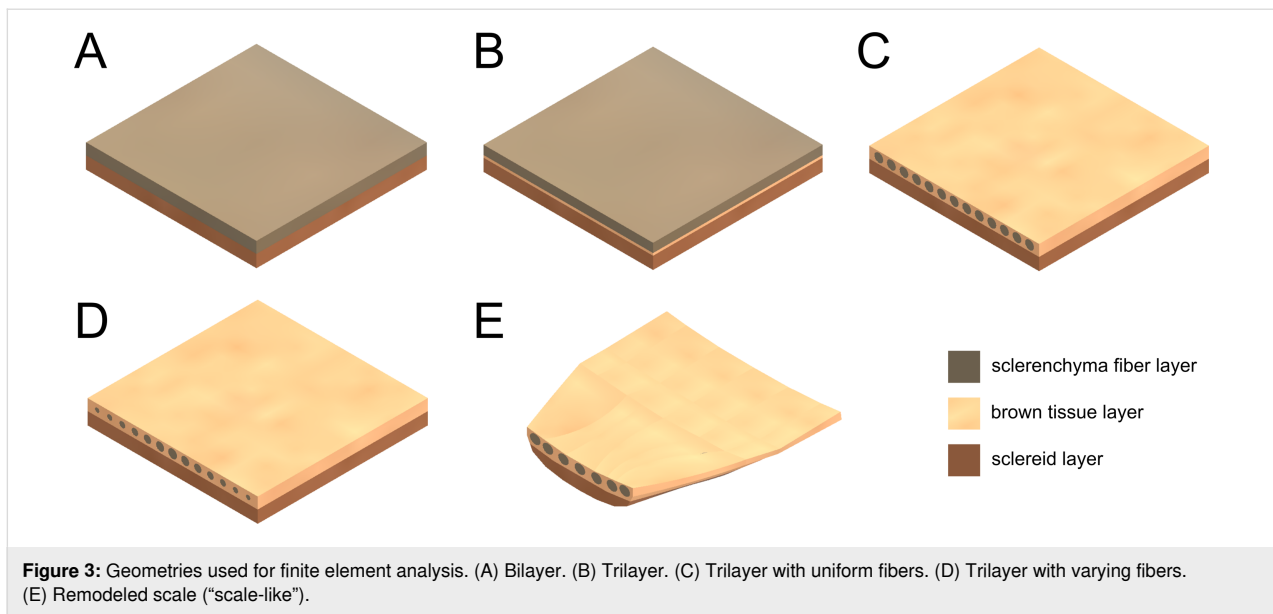 A
B
C
D
E
sclerenchyma fiber layer
brown tissue layer
sclereid layer
Figure 3: Geometries used for finite element analysis. (A) Bilayer. (B) Trilayer. (C) Trilayer with uniform fibers. (D) Trilayer with varying fibers.
(E) Remodeled scale (“scale-like”).